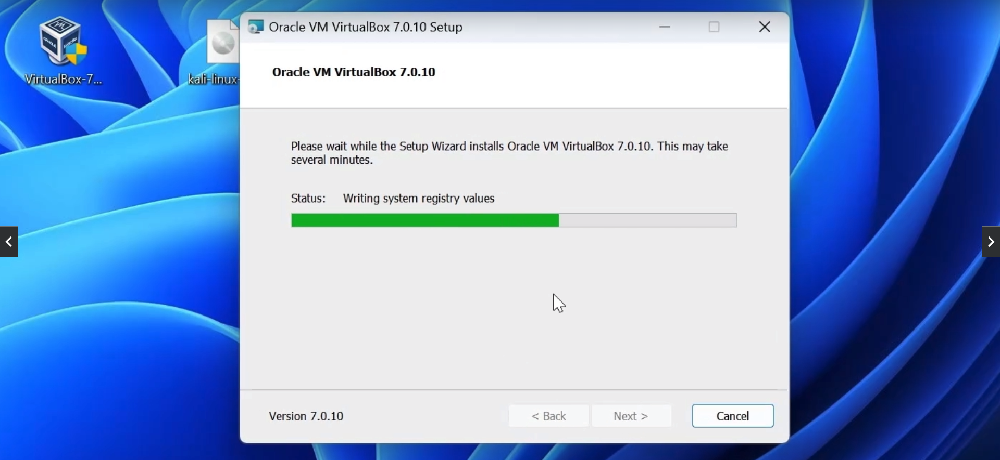 Oracle VM VirtualBox 7.0.10 Setup
VirtualBox-7...
kali-linux-
Oracle VM VirtualBox 7.0.10
Please wait while the Setup Wizard installs Oracle VM VirtualBox 7.0.10. This may take
several minutes.
Status: Writing system registry values
Version 7.0.10
< Back
Next >
Cancel